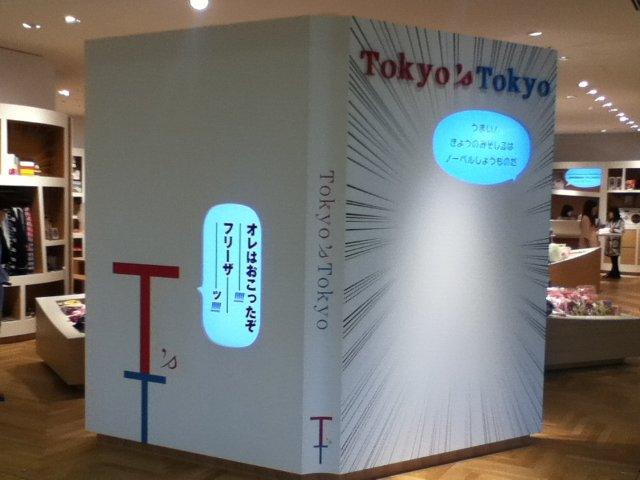 Tokyo's Tokyo
うまい!
きょうのみそしるは
ノーベルしょうものだ
Tokyo's Tokyo
オレはおこったぞ
フリーザーッ!!!!
T's
T
T's
T